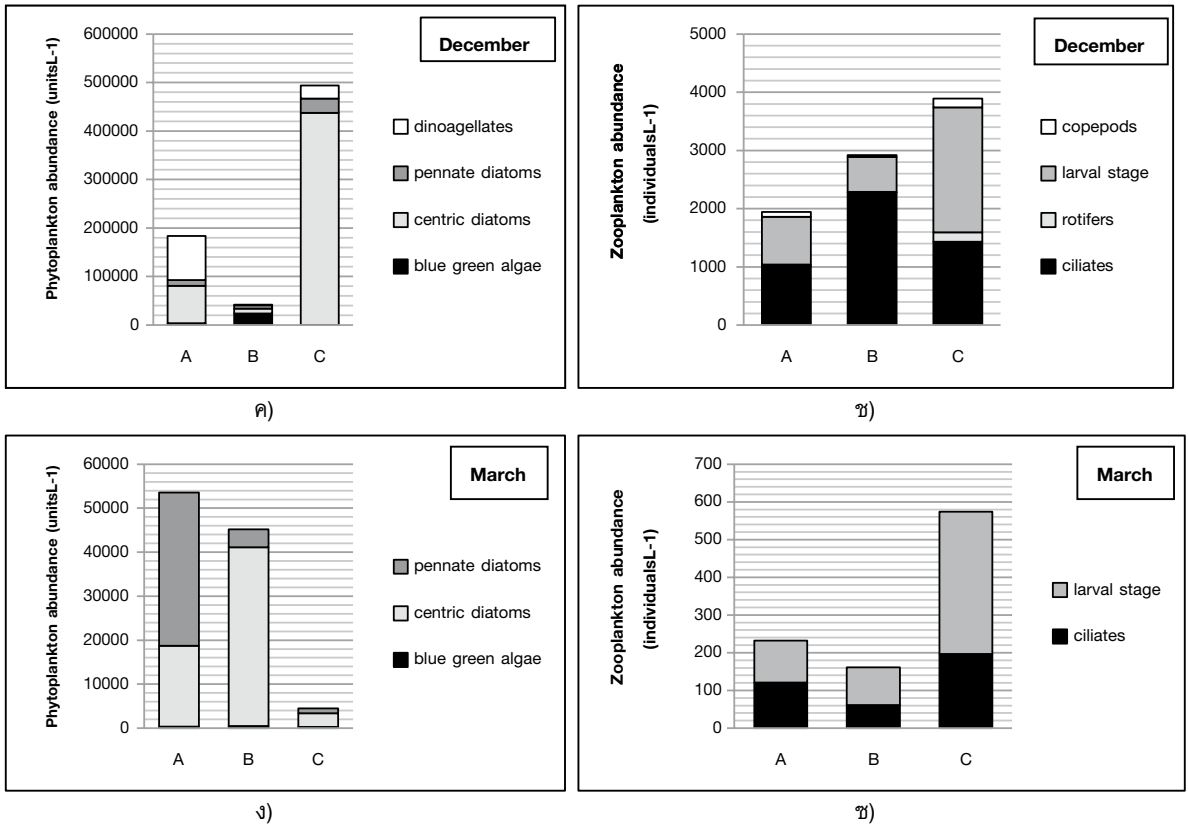 Phytoplankton abundance (unitsL-1)
600000
500000
400000
300000
200000
100000
0
A B C
December
dinoagellates
pennate diatoms
centric diatoms
blue green algae
ค)
Zooplankton abundance
(individualsL-1)
5000
4000
3000
2000
1000
0
A B C
December
copepods
larval stage
rotifers
ciliates
ช)
Phytoplankton abundance (unitsL-1)
60000
50000
40000
30000
20000
10000
0
A B C
March
pennate diatoms
centric diatoms
blue green algae
ง)
Zooplankton abundance
(individualsL-1)
700
600
500
400
300
200
100
0
A B C
March
larval stage
ciliates
ซ)